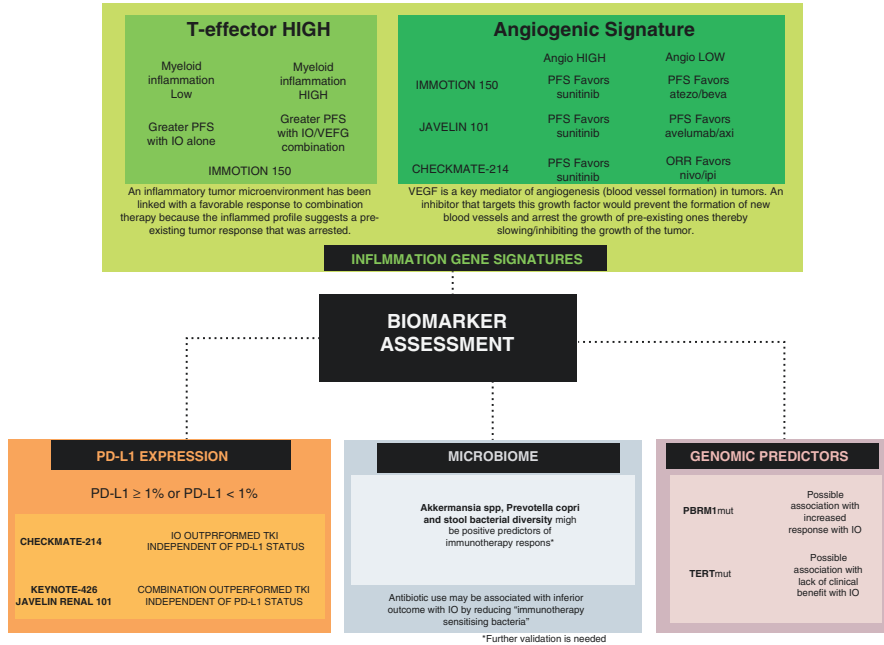 T-effector HIGH
Myeloid
inflammation
Low
Myeloid
inflammation
HIGH
Greater PFS
with IO alone
Greater PFS
with IO/VEFG
combination
IMMOTION 150
An inflammatory tumor microenvironment has been
linked with a favorable response to combination
therapy because the inflammed profile suggests a pre-
existing tumor response that was arrested.
Angiogenic Signature
Angio HIGH
Angio LOW
IMMOTION 150
PFS Favors
sunitinib
PFS Favors
atezo/beva
JAVELIN 101
PFS Favors
sunitinib
PFS Favors
avelumab/axi
CHECKMATE-214
PFS Favors
sunitinib
ORR Favors
nivo/ipi
VEGF is a key mediator of angiogenesis (blood vessel formation) in tumors. An
inhibitor that targets this growth factor would prevent the formation of new
blood vessels and arrest the growth of pre-existing ones thereby
slowing/inhibiting the growth of the tumor.
INFLMMATION GENE SIGNATURES
BIOMARKER
ASSESSMENT
PD-L1 EXPRESSION
PD-L1 ≥ 1% or PD-L1 < 1%
CHECKMATE-214
IO OUTPRFORMED TKI
INDEPENDENT OF PD-L1 STATUS
KEYNOTE-426
JAVELIN RENAL 101
COMBINATION OUTPERFORMED TKI
INDEPENDENT OF PD-L1 STATUS
MICROBIOME
Akkermansia spp, Prevotella copri
and stool bacterial diversity migh
be positive predictors of
immunotherapy respons*
Antibiotic use may be associated with inferior
outcome with IO by reducing “immunotherapy
sensitising bacteria”
*Further validation is needed
GENOMIC PREDICTORS
PBRM1mut
Possible
association with
increased
response with IO
TERTmut
Possible
association with
lack of clinical
benefit with IO